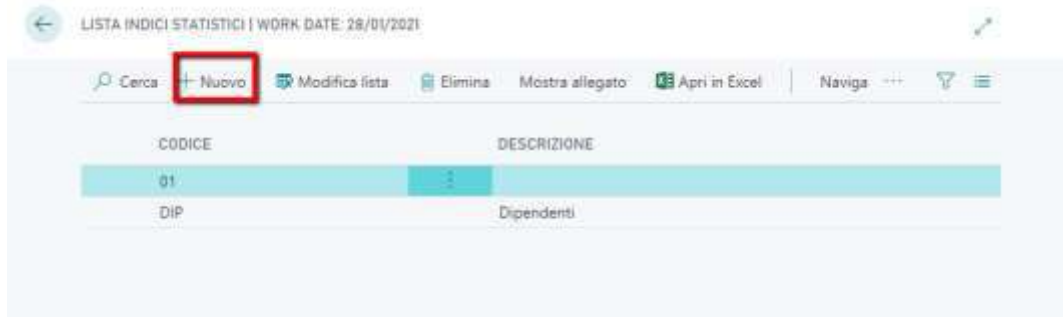 LISTA INDICI STATISTICI | WORK DATE: 28/01/2021
Cerca + Nuovo Modifica lista Elimina Mostra allegato Apri in Excel | Naviga ...
CODICE DESCRIZIONE
01
DIP Dipendenti